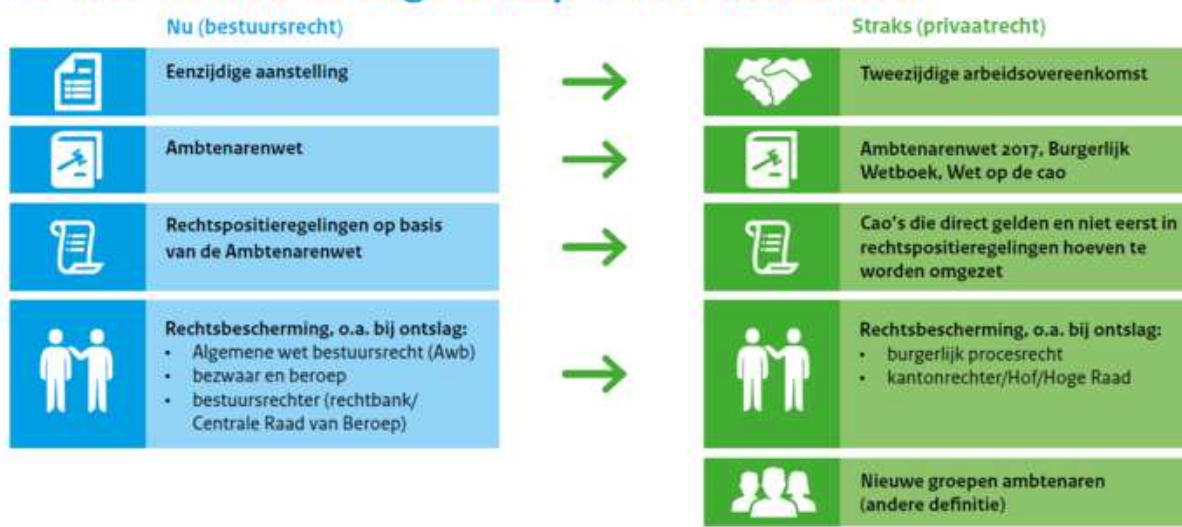 Nu (bestuursrecht)
Straks (privaatrecht)
Eenzijdige aanstelling
Tweezijdige arbeidsovereenkomst
Ambtenarenwet
Ambtenarenwet 2017, Burgerlijk
Wetboek, Wet op de cao
Rechtspositieregelingen op basis
van de Ambtenarenwet
Cao's die direct gelden en niet eerst in
rechtspositieregelingen hoeven te
worden omgezet
Rechtsbescherming, o.a. bij ontslag:
• Algemene wet bestuursrecht (Awb)
• bezwaar en beroep
• bestuursrechter (rechtbank/
Centrale Raad van Beroep)
Rechtsbescherming, o.a. bij ontslag:
• burgerlijk procesrecht
• kantonrechter/Hof/Hoge Raad
Nieuwe groepen ambtenaren
(andere definitie)